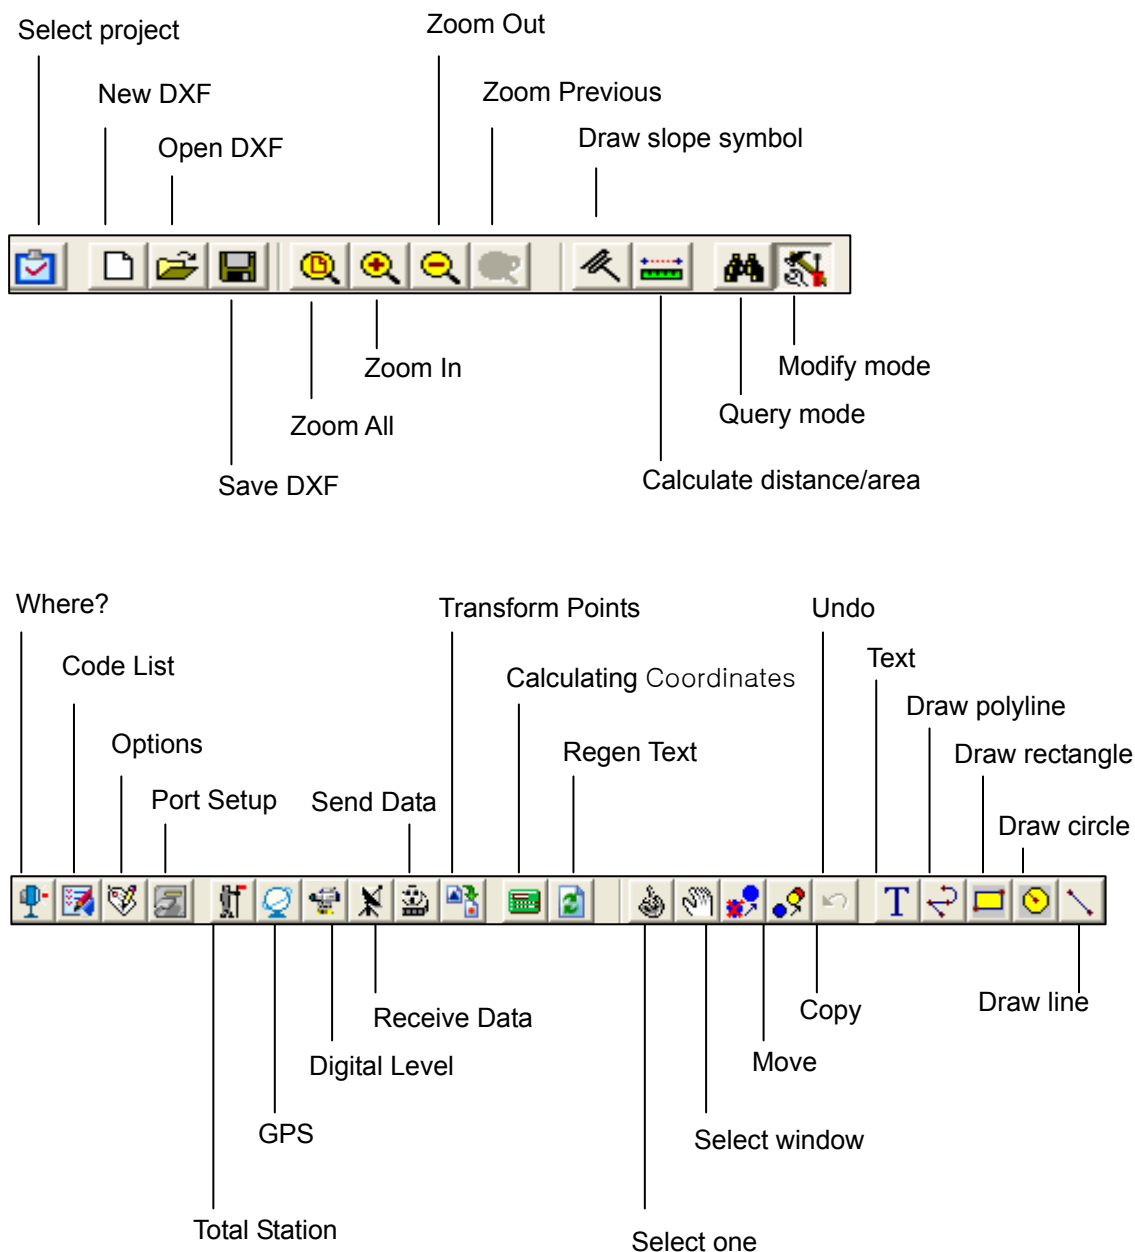 Select project
Zoom Out
New DXF
Zoom Previous
Open DXF
Draw slope symbol
Zoom In
Modify mode
Zoom All
Query mode
Save DXF
Calculate distance/area
Where?
Transform Points
Undo
Code List
Calculating Coordinates
Text
Options
Regen Text
Draw polyline
Draw rectangle
Port Setup
Send Data
Draw circle
T
Receive Data
Copy
Draw line
Digital Level
Move
GPS
Select window
Total Station
Select one